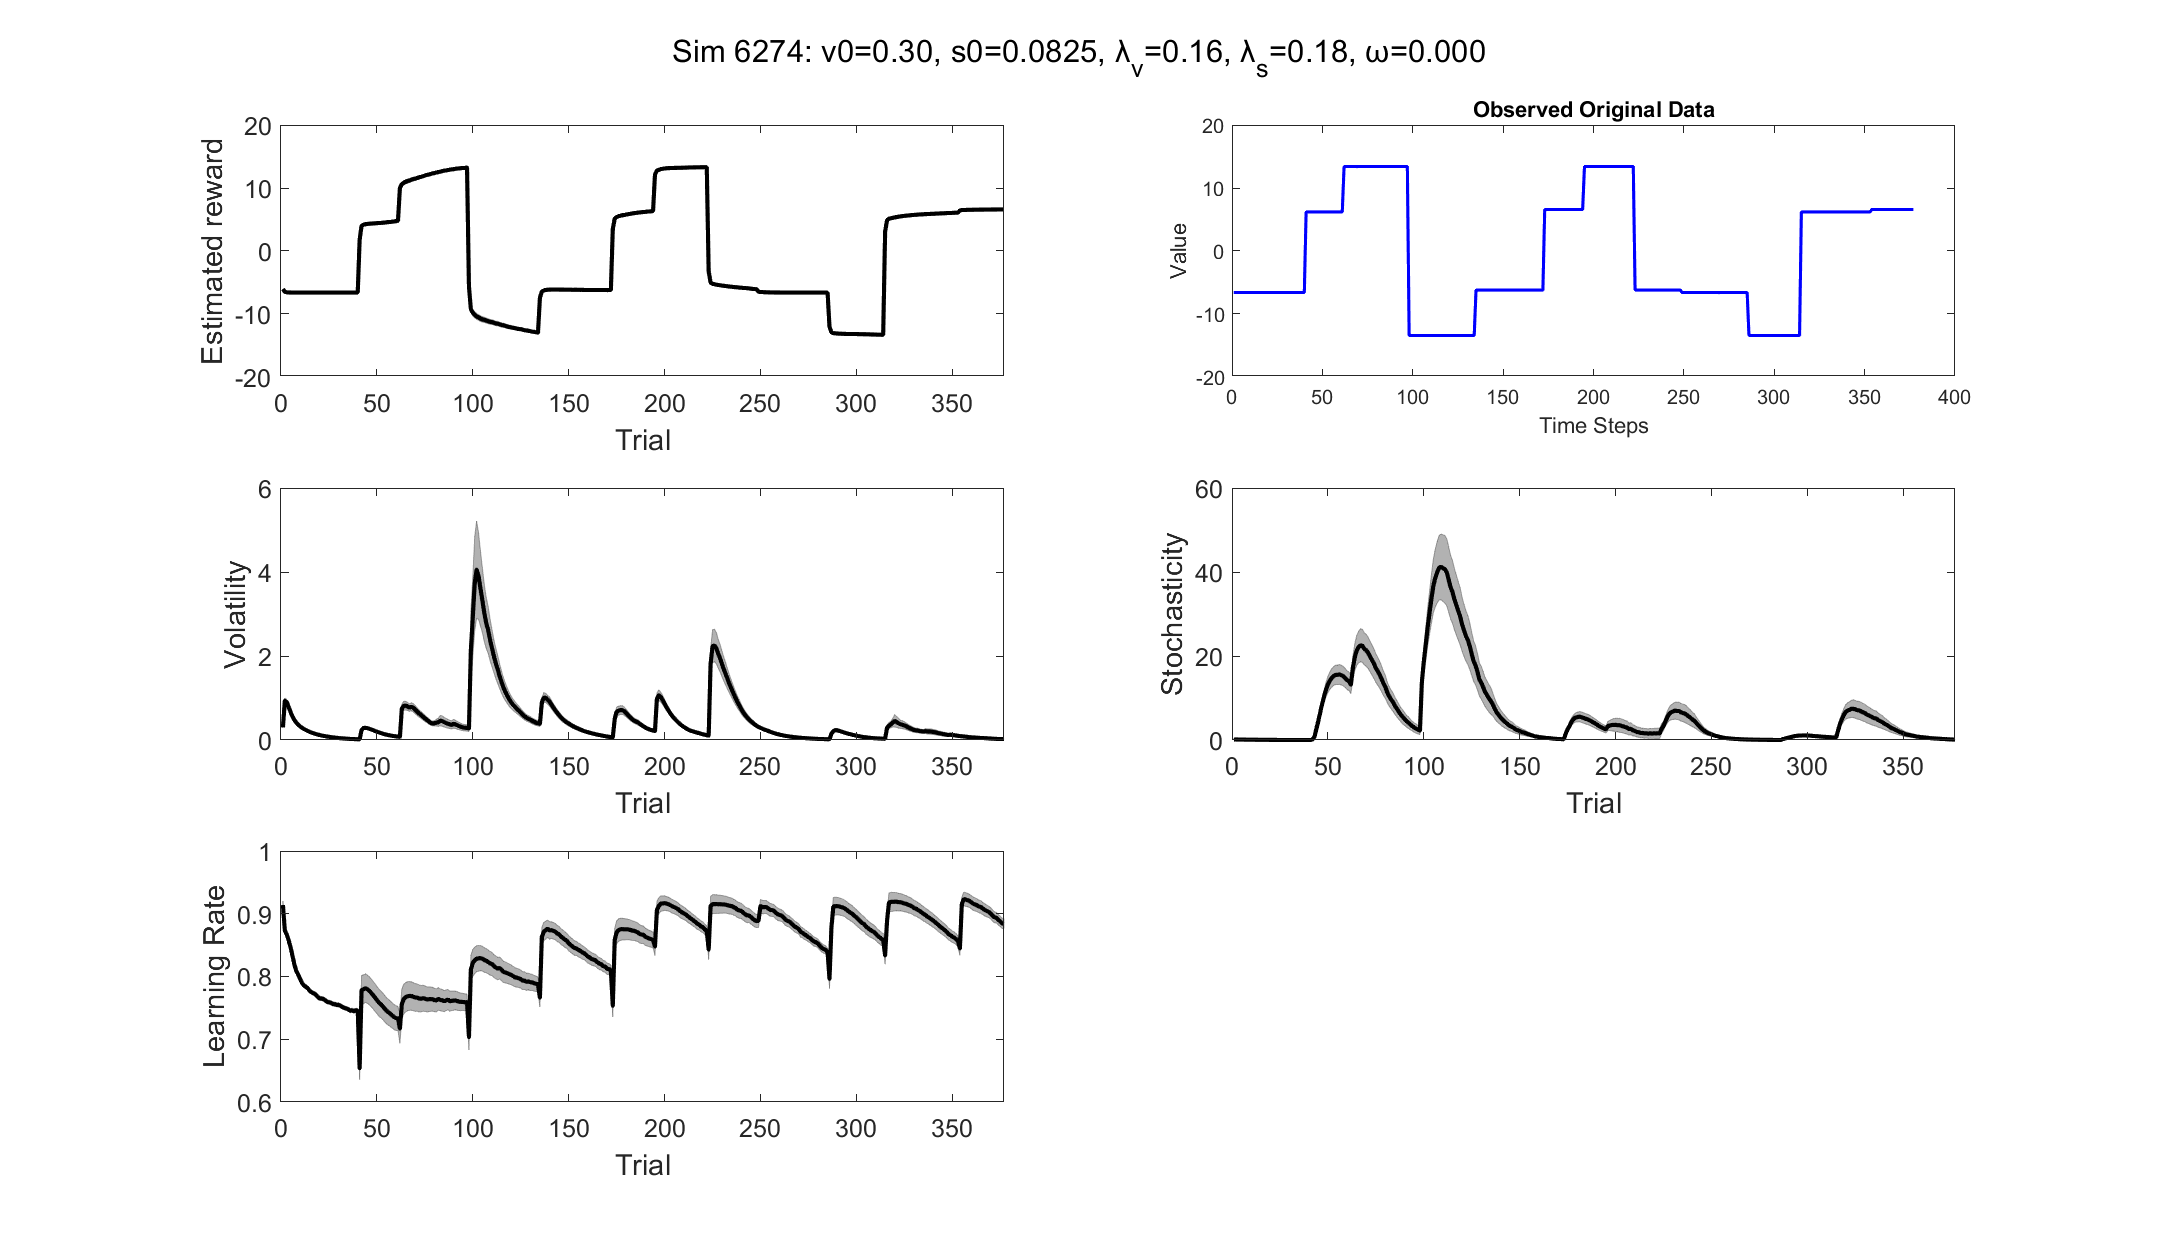 Sim 6274: v0=0.30, s0=0.0825, λv=0.16, λs=0.18, ω=0.000
Estimated reward
20
10
0
-10
-20
0 50 100 150 200 250 300 350
Trial
Observed Original Data
Value
20
10
0
-10
-20
0 50 100 150 200 250 300 350 400
Time Steps
Volatility
6
4
2
0
0 50 100 150 200 250 300 350
Trial
Stochasticity
60
40
20
0
0 50 100 150 200 250 300 350
Trial
Learning Rate
1
0.9
0.8
0.7
0.6
0 50 100 150 200 250 300 350
Trial